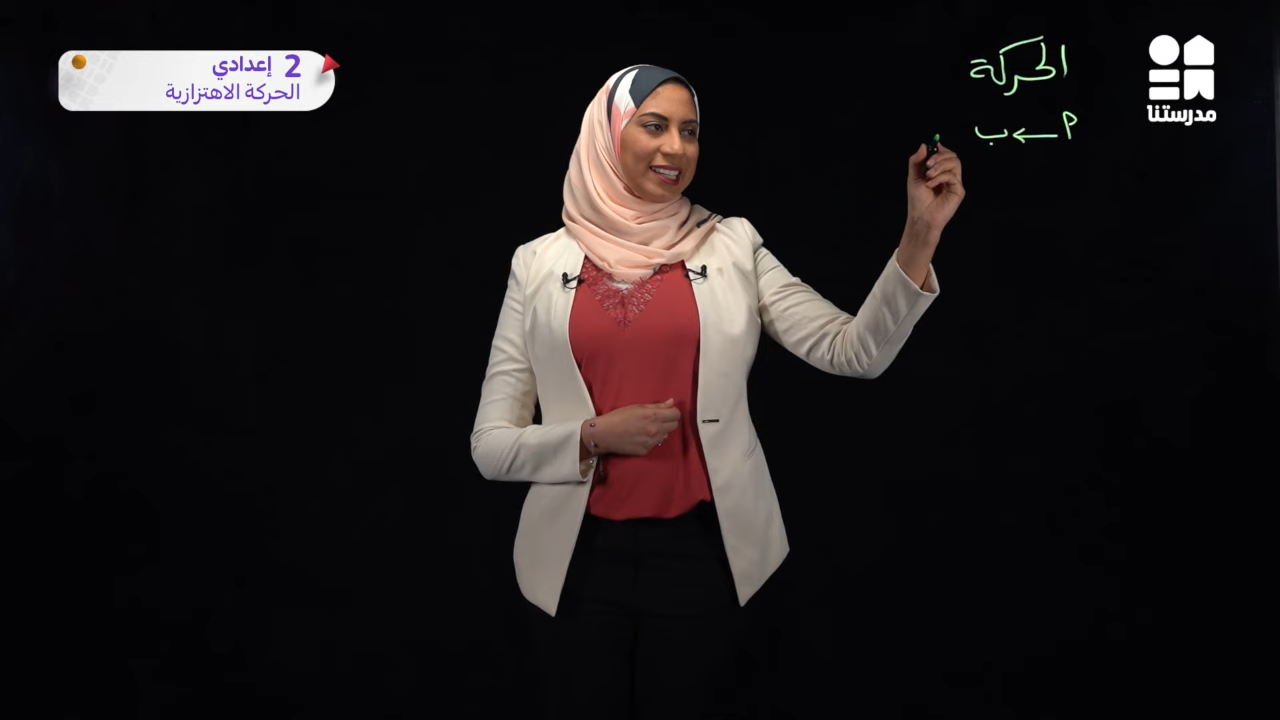 2 إعدادي
الحركة الاهتزازية
الحركة
أ ← ب
مدرستنا